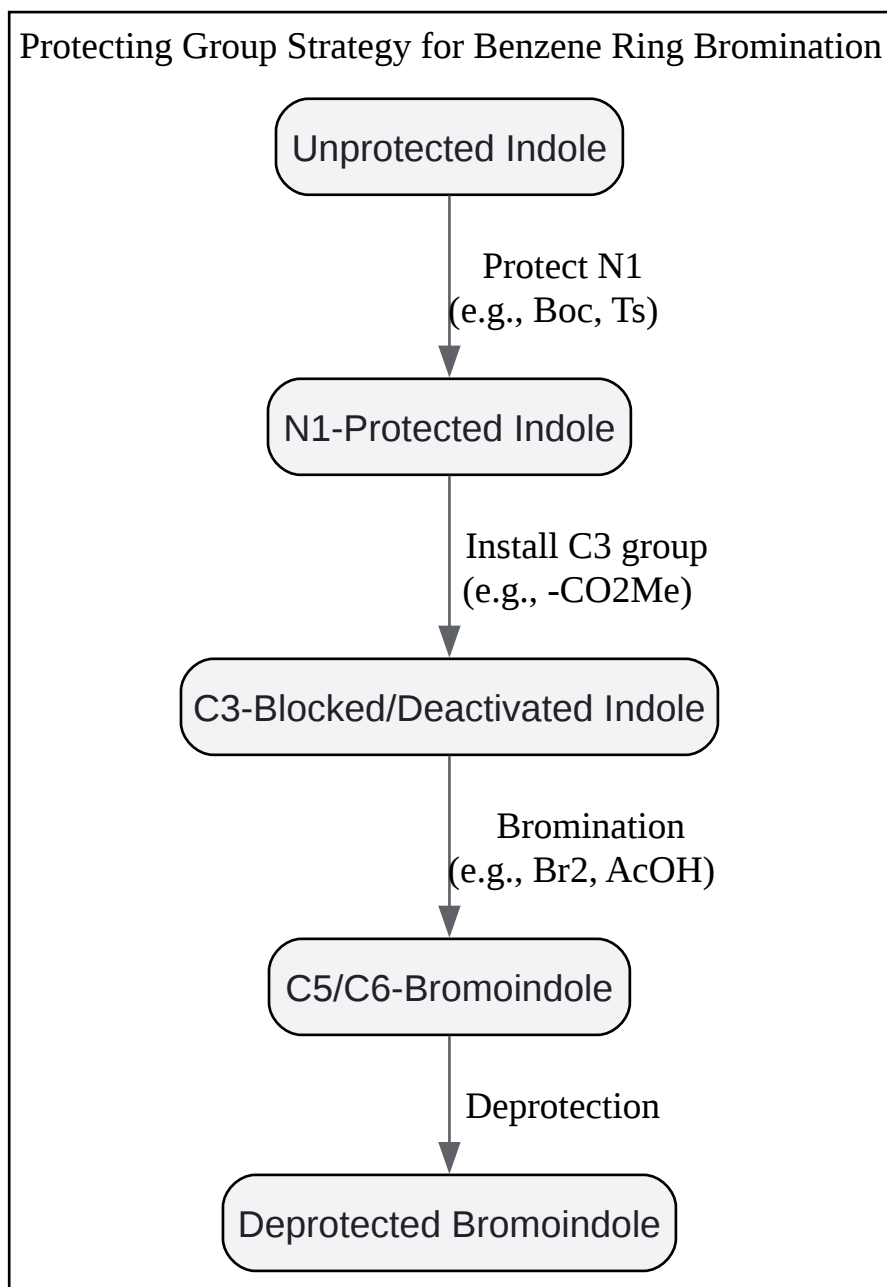 Protecting Group Strategy for Benzene Ring Bromination
Unprotected Indole
Protect N1
(e.g., Boc, Ts)
N1-Protected Indole
Install C3 group
(e.g., -CO2Me)
C3-Blocked/Deactivated Indole
Bromination
(e.g., Br2, AcOH)
C5/C6-Bromoindole
Deprotection
Deprotected Bromoindole